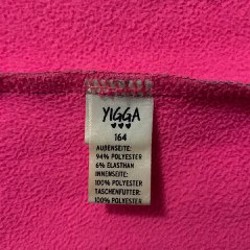 YIGGA
164
AUßENSEITE:
94% POLYESTER
6% ELASTHAN
INNENSEITE:
100% POLYESTER
TASCHENFUTTER:
100% POLYESTER